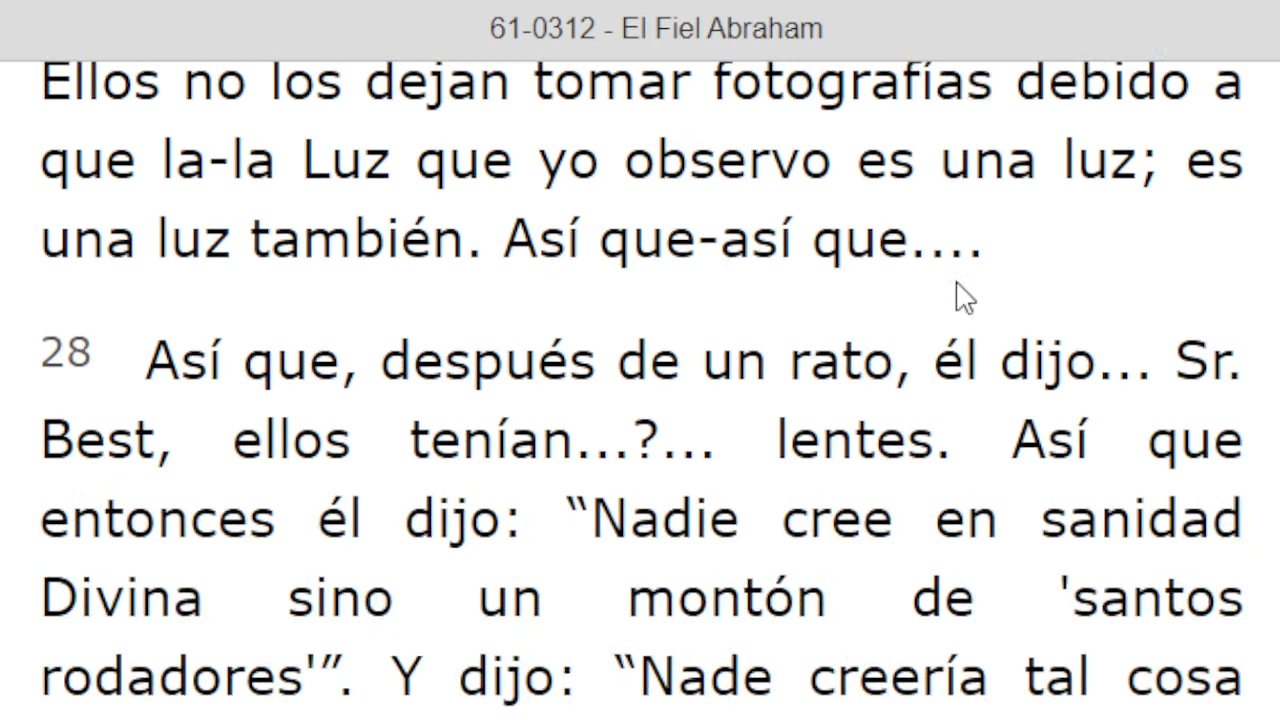 61-0312 - El Fiel Abraham
Ellos no los dejan tomar fotografías debido a
que la-la Luz que yo observo es una luz; es
una luz también. Así que-así que....
28 Así que, después de un rato, él dijo... Sr.
Best, ellos tenían...?... lentes. Así que
entonces él dijo: “Nadie cree en sanidad
Divina sino un montón de 'santos
rodadores'”. Y dijo: “Nade creería tal cosa